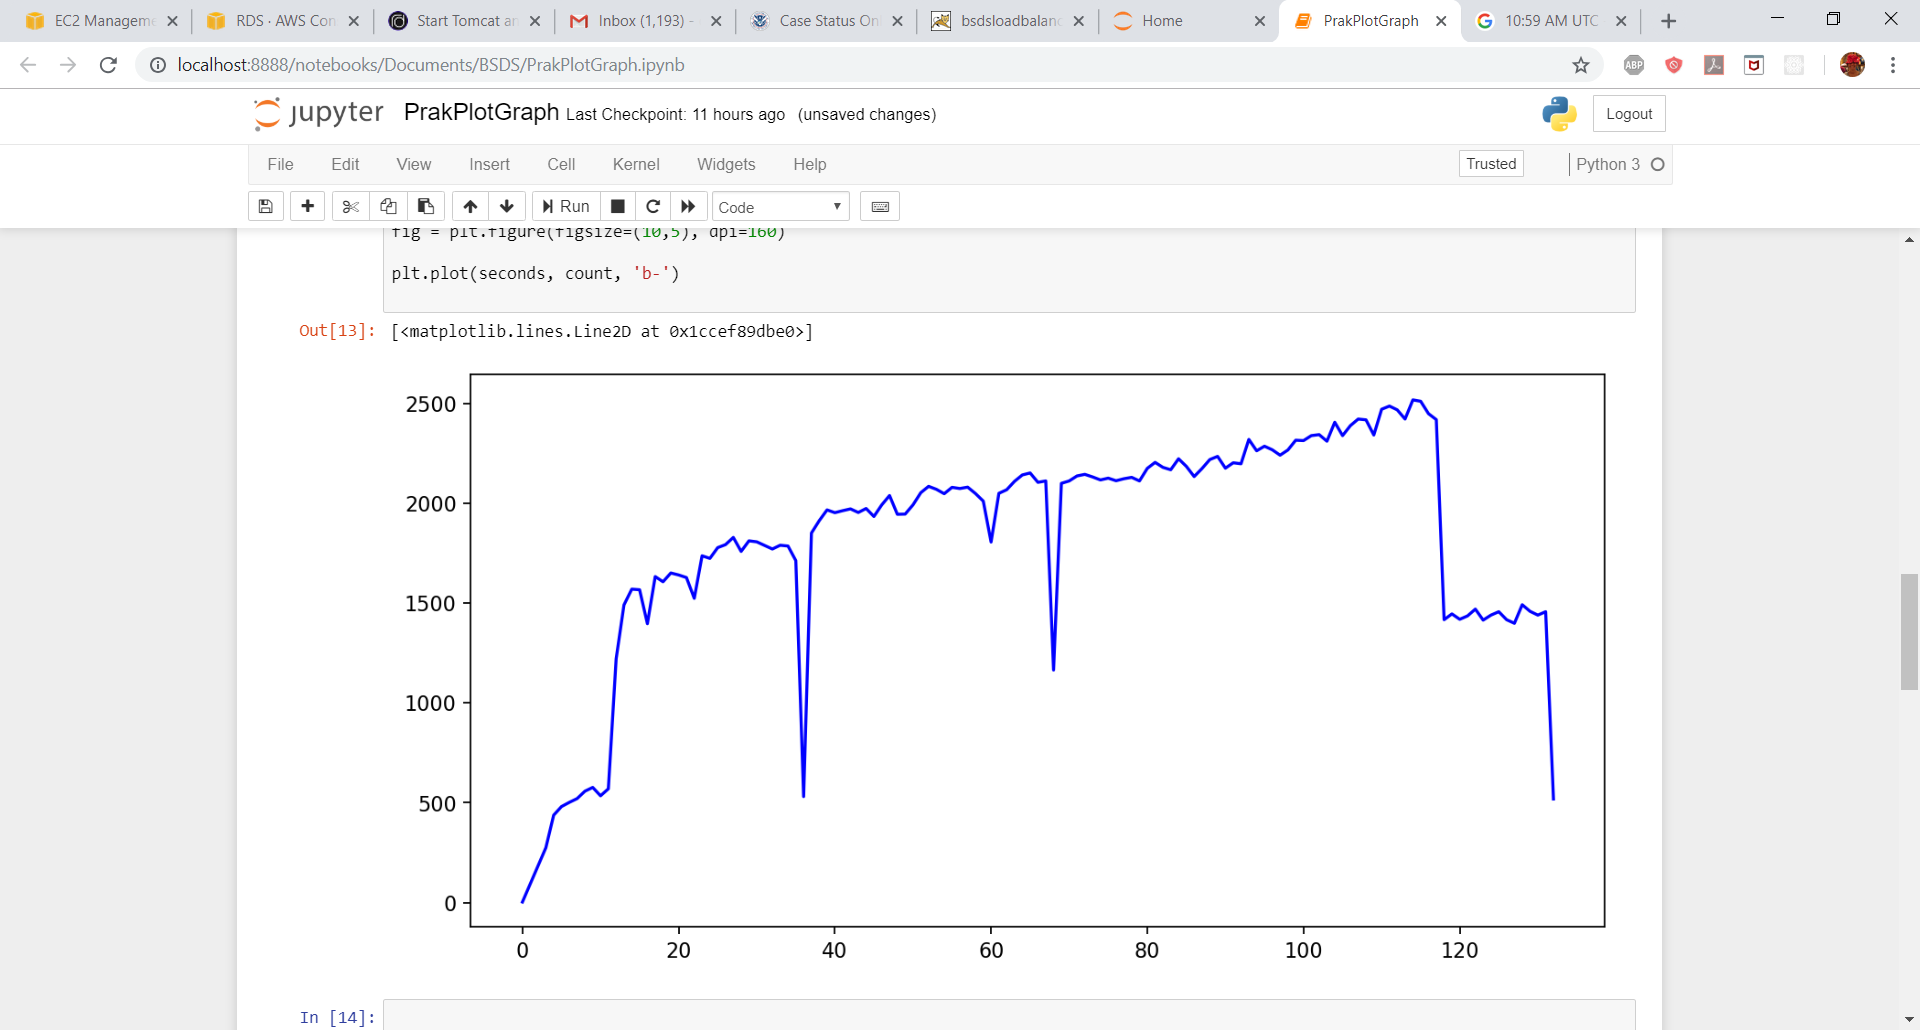 EC2 Manageme
RDS · AWS Con
Start Tomcat an
Inbox (1,193) -
Case Status On
bsdsloadbalanc
Home
PrakPlotGraph
10:59 AM UTC
localhost:8888/notebooks/Documents/BSDS/PrakPlotGraph.ipynb
ABP
jupyter PrakPlotGraph Last Checkpoint: 11 hours ago (unsaved changes)
Logout
File Edit View Insert Cell Kernel Widgets Help
Trusted
Python 3
Run
Code
fig = plt.figure(figsize=(10,5), dpi=160)
plt.plot(seconds, count, 'b-')
Out[13]: [<matplotlib.lines.Line2D at 0x1ccef89dbe0>]
2500
2000
1500
1000
500
0
0 20 40 60 80 100 120
In [14]: